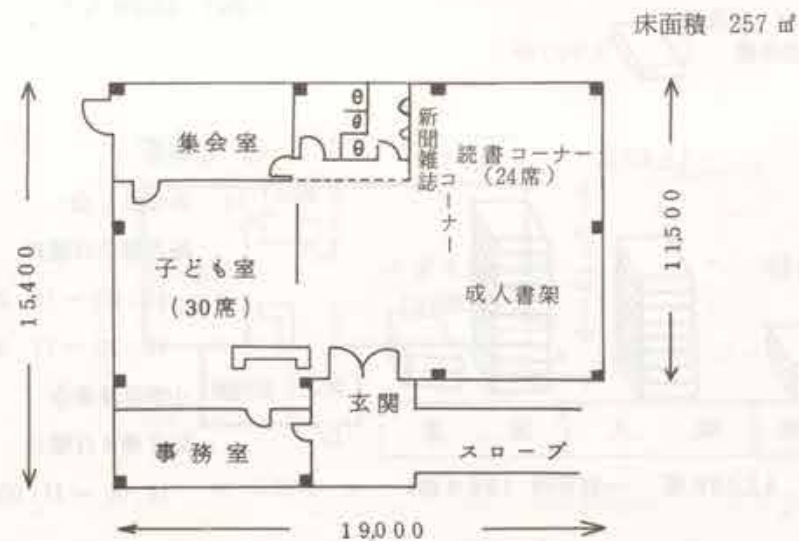 床面積 257 ㎡
集会室
新聞雑誌コーナー
読書コーナー
(24席)
15,400
11,500
子ども室
(30席)
成人書架
玄関
事務室
スロープ
19,000